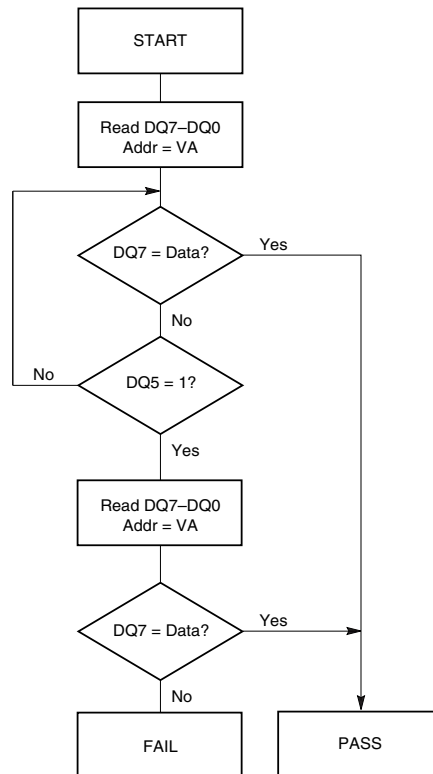 START
Read DQ7–DQ0
Addr = VA
DQ7 = Data?
Yes
No
DQ5 = 1?
No
Yes
Read DQ7–DQ0
Addr = VA
DQ7 = Data?
Yes
No
FAIL
PASS